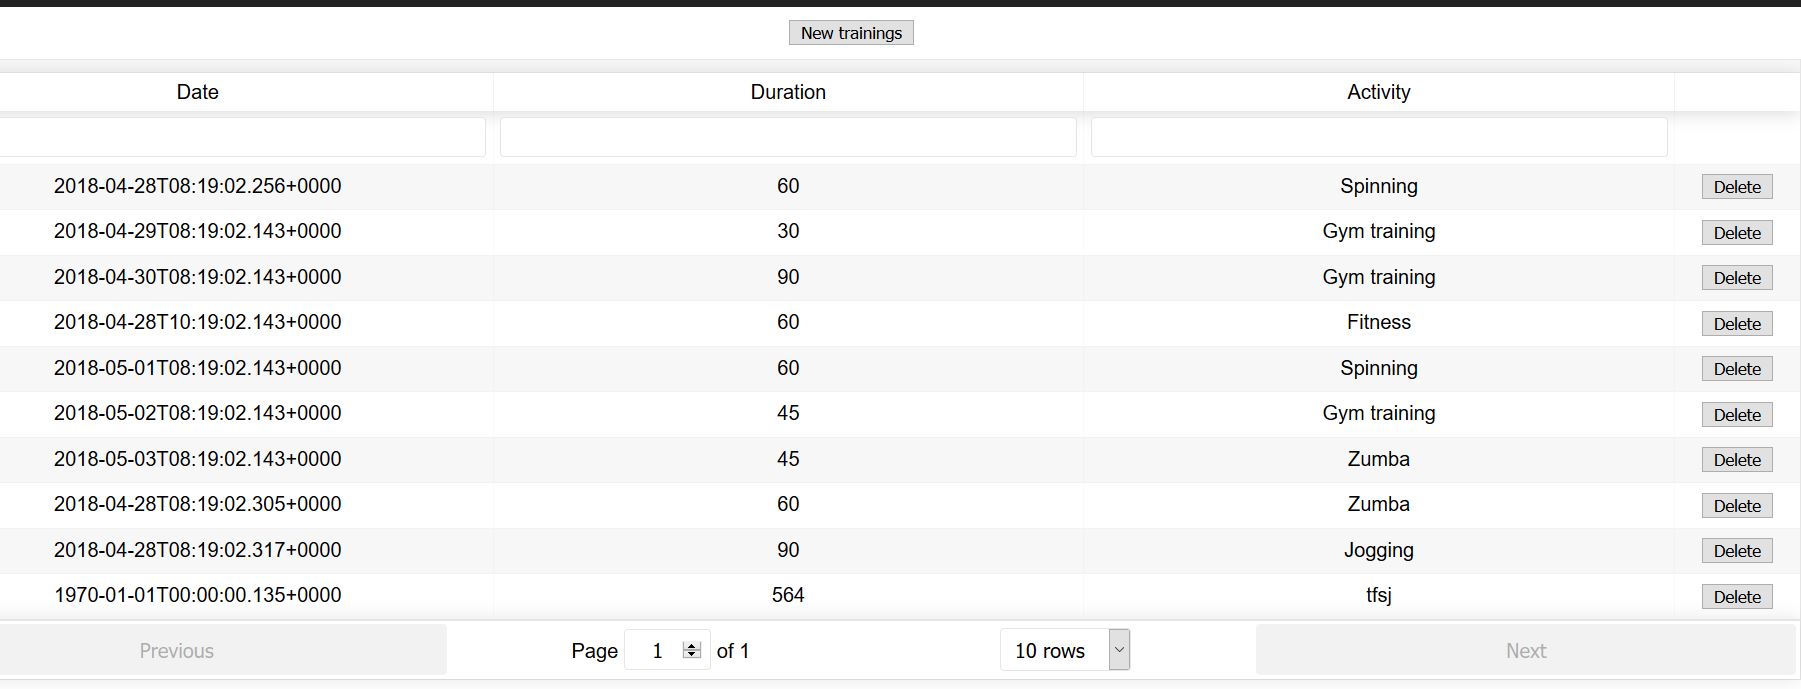 New trainings
Date Duration Activity
2018-04-28T08:19:02.256+0000 60 Spinning Delete
2018-04-29T08:19:02.143+0000 30 Gym training Delete
2018-04-30T08:19:02.143+0000 90 Gym training Delete
2018-04-28T10:19:02.143+0000 60 Fitness Delete
2018-05-01T08:19:02.143+0000 60 Spinning Delete
2018-05-02T08:19:02.143+0000 45 Gym training Delete
2018-05-03T08:19:02.143+0000 45 Zumba Delete
2018-04-28T08:19:02.305+0000 60 Zumba Delete
2018-04-28T08:19:02.317+0000 90 Jogging Delete
1970-01-01T00:00:00.135+0000 564 tfsj Delete
Previous Page 1 of 1 10 rows Next